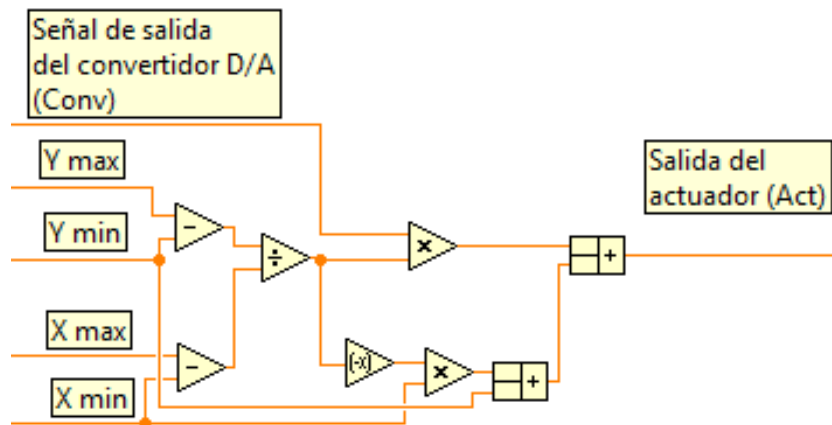 Señal de salida
del convertidor D/A
(Conv)
Y max
Salida del
actuador (Act)
Y min
-
÷
×
+
X max
-
(-x)
×
+
X min